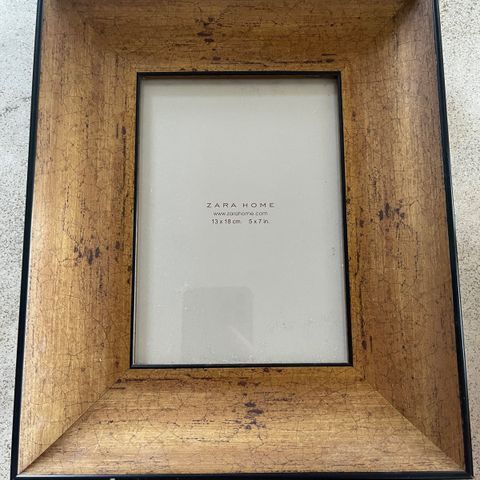 ZARA HOME
www.zarahome.com
13 x 18 cm. 5 x 7 in.